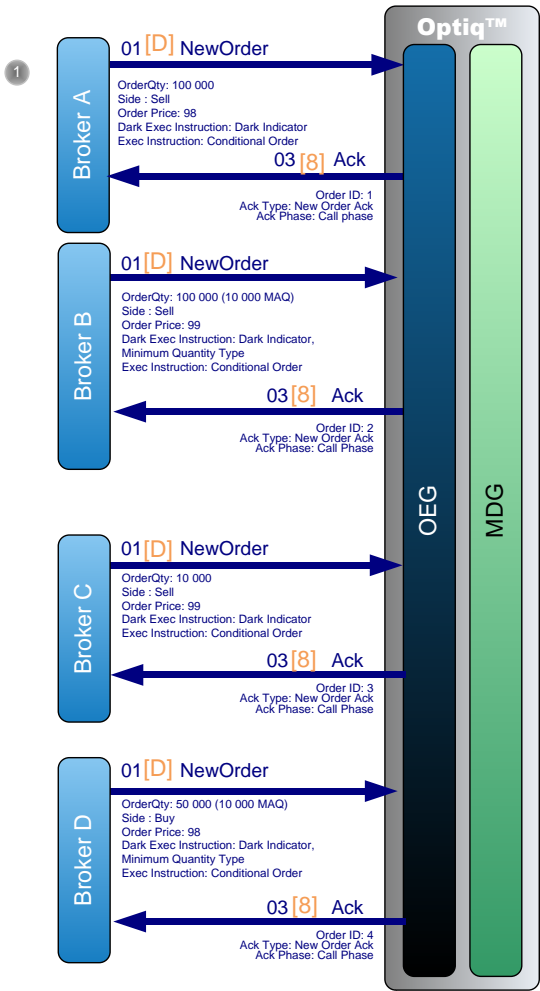 Optiq™
1
Broker A
01 [D] NewOrder
OrderQty: 100 000
Side : Sell
Order Price: 98
Dark Exec Instruction: Dark Indicator
Exec Instruction: Conditional Order
03 [8] Ack
Order ID: 1
Ack Type: New Order Ack
Ack Phase: Call phase
Broker B
01 [D] NewOrder
OrderQty: 100 000 (10 000 MAQ)
Side : Sell
Order Price: 99
Dark Exec Instruction: Dark Indicator,
Minimum Quantity Type
Exec Instruction: Conditional Order
03 [8] Ack
Order ID: 2
Ack Type: New Order Ack
Ack Phase: Call Phase
OEG
MDG
Broker C
01 [D] NewOrder
OrderQty: 10 000
Side : Sell
Order Price: 99
Dark Exec Instruction: Dark Indicator
Exec Instruction: Conditional Order
03 [8] Ack
Order ID: 3
Ack Type: New Order Ack
Ack Phase: Call Phase
Broker D
01 [D] NewOrder
OrderQty: 50 000 (10 000 MAQ)
Side : Buy
Order Price: 98
Dark Exec Instruction: Dark Indicator,
Minimum Quantity Type
Exec Instruction: Conditional Order
03 [8] Ack
Order ID: 4
Ack Type: New Order Ack
Ack Phase: Call Phase